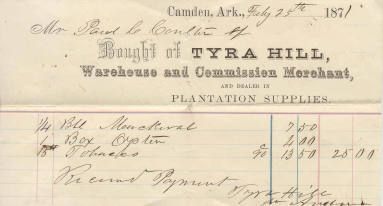 Camden, Ark., Feby 25th 1871
Mr Paul C Coulter of
Bought of TYRA HILL,
Warehouse and Commission Merchant,
AND DEALER IN
PLANTATION SUPPLIES.
1/4 Bbl 7 50
1 Box Oysters 4 00
15 Tobacco 90 13 50 25 00
Received Payment
Tyra Hill